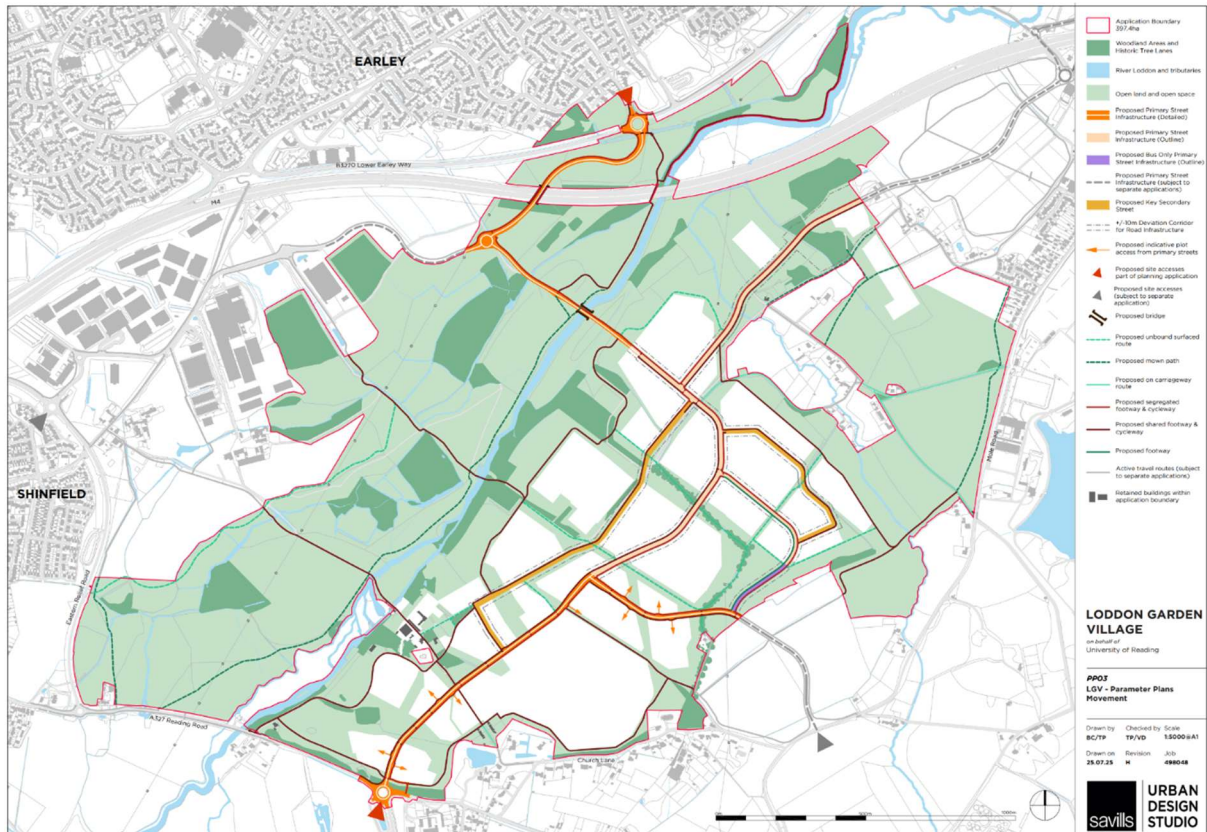 EARLEY
B3270 Lower Earley Way
M4
SHINFIELD
Eastern Relief Road
A327 Reading Road
Church Lane
Mole Road
Application Boundary
397.4ha
Woodland Areas and
Historic Tree Lanes
River Loddon and tributaries
Open land and open space
Proposed Primary Street
Infrastructure (Detailed)
Proposed Primary Street
Infrastructure (Outline)
Proposed Bus Only Primary
Street Infrastructure (Outline)
Proposed Primary Street
Infrastructure (subject to
separate applications)
Proposed Key Secondary
Street
+/-10m Deviation Corridor
for Road Infrastructure
Proposed indicative plot
access from primary streets
Proposed site accesses
part of planning application
Proposed site accesses
(subject to separate
application)
Proposed bridge
Proposed unbound surfaced
route
Proposed mown path
Proposed on carriageway
route
Proposed segregated
footway & cycleway
Proposed shared footway &
cycleway
Proposed footway
Active travel routes (subject
to separate applications)
Retained buildings within
application boundary
LODDON GARDEN
VILLAGE
on behalf of
University of Reading
PP03
LGV - Parameter Plans
Movement
Drawn by Checked by Scale
BC/TP TP/VD 1:5000@A1
Drawn on Revision Job
25.07.25 H 498048
savills
URBAN
DESIGN
STUDIO